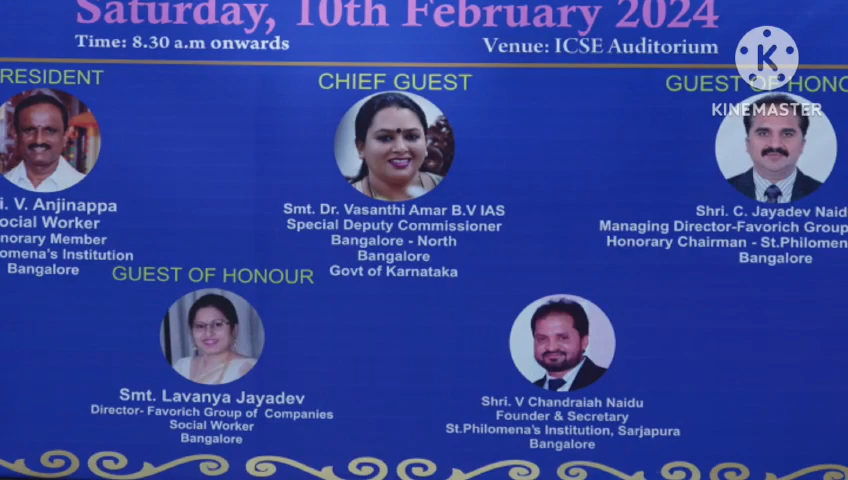 Saturday, 10th February 2024
Time: 8.30 a.m onwards
Venue: ICSE Auditorium
K
KINEMASTER
RESIDENT
CHIEF GUEST
GUEST OF HONO
i. V. Anjinappa
ocial Worker
norary Member
omena's Institution
Bangalore
Smt. Dr. Vasanthi Amar B.V IAS
Special Deputy Commissioner
Bangalore - North
Bangalore
Govt of Karnataka
Shri. C. Jayadev Naid
Managing Director-Favorich Group
Honorary Chairman - St.Philomen
Bangalore
GUEST OF HONOUR
Smt. Lavanya Jayadev
Director- Favorich Group of Companies
Social Worker
Bangalore
Shri. V Chandraiah Naidu
Founder & Secretary
St.Philomena's Institution, Sarjapura
Bangalore